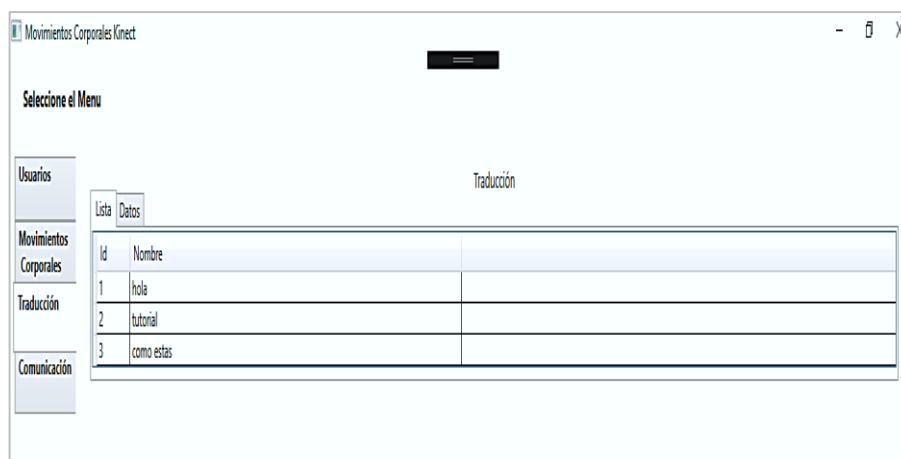 Movimientos Corporales Kinect
Seleccione el Menu
Usuarios
Movimientos
Corporales
Traducción
Comunicación
Traducción
Lista Datos
Id Nombre
1 hola
2 tutorial
3 como estas